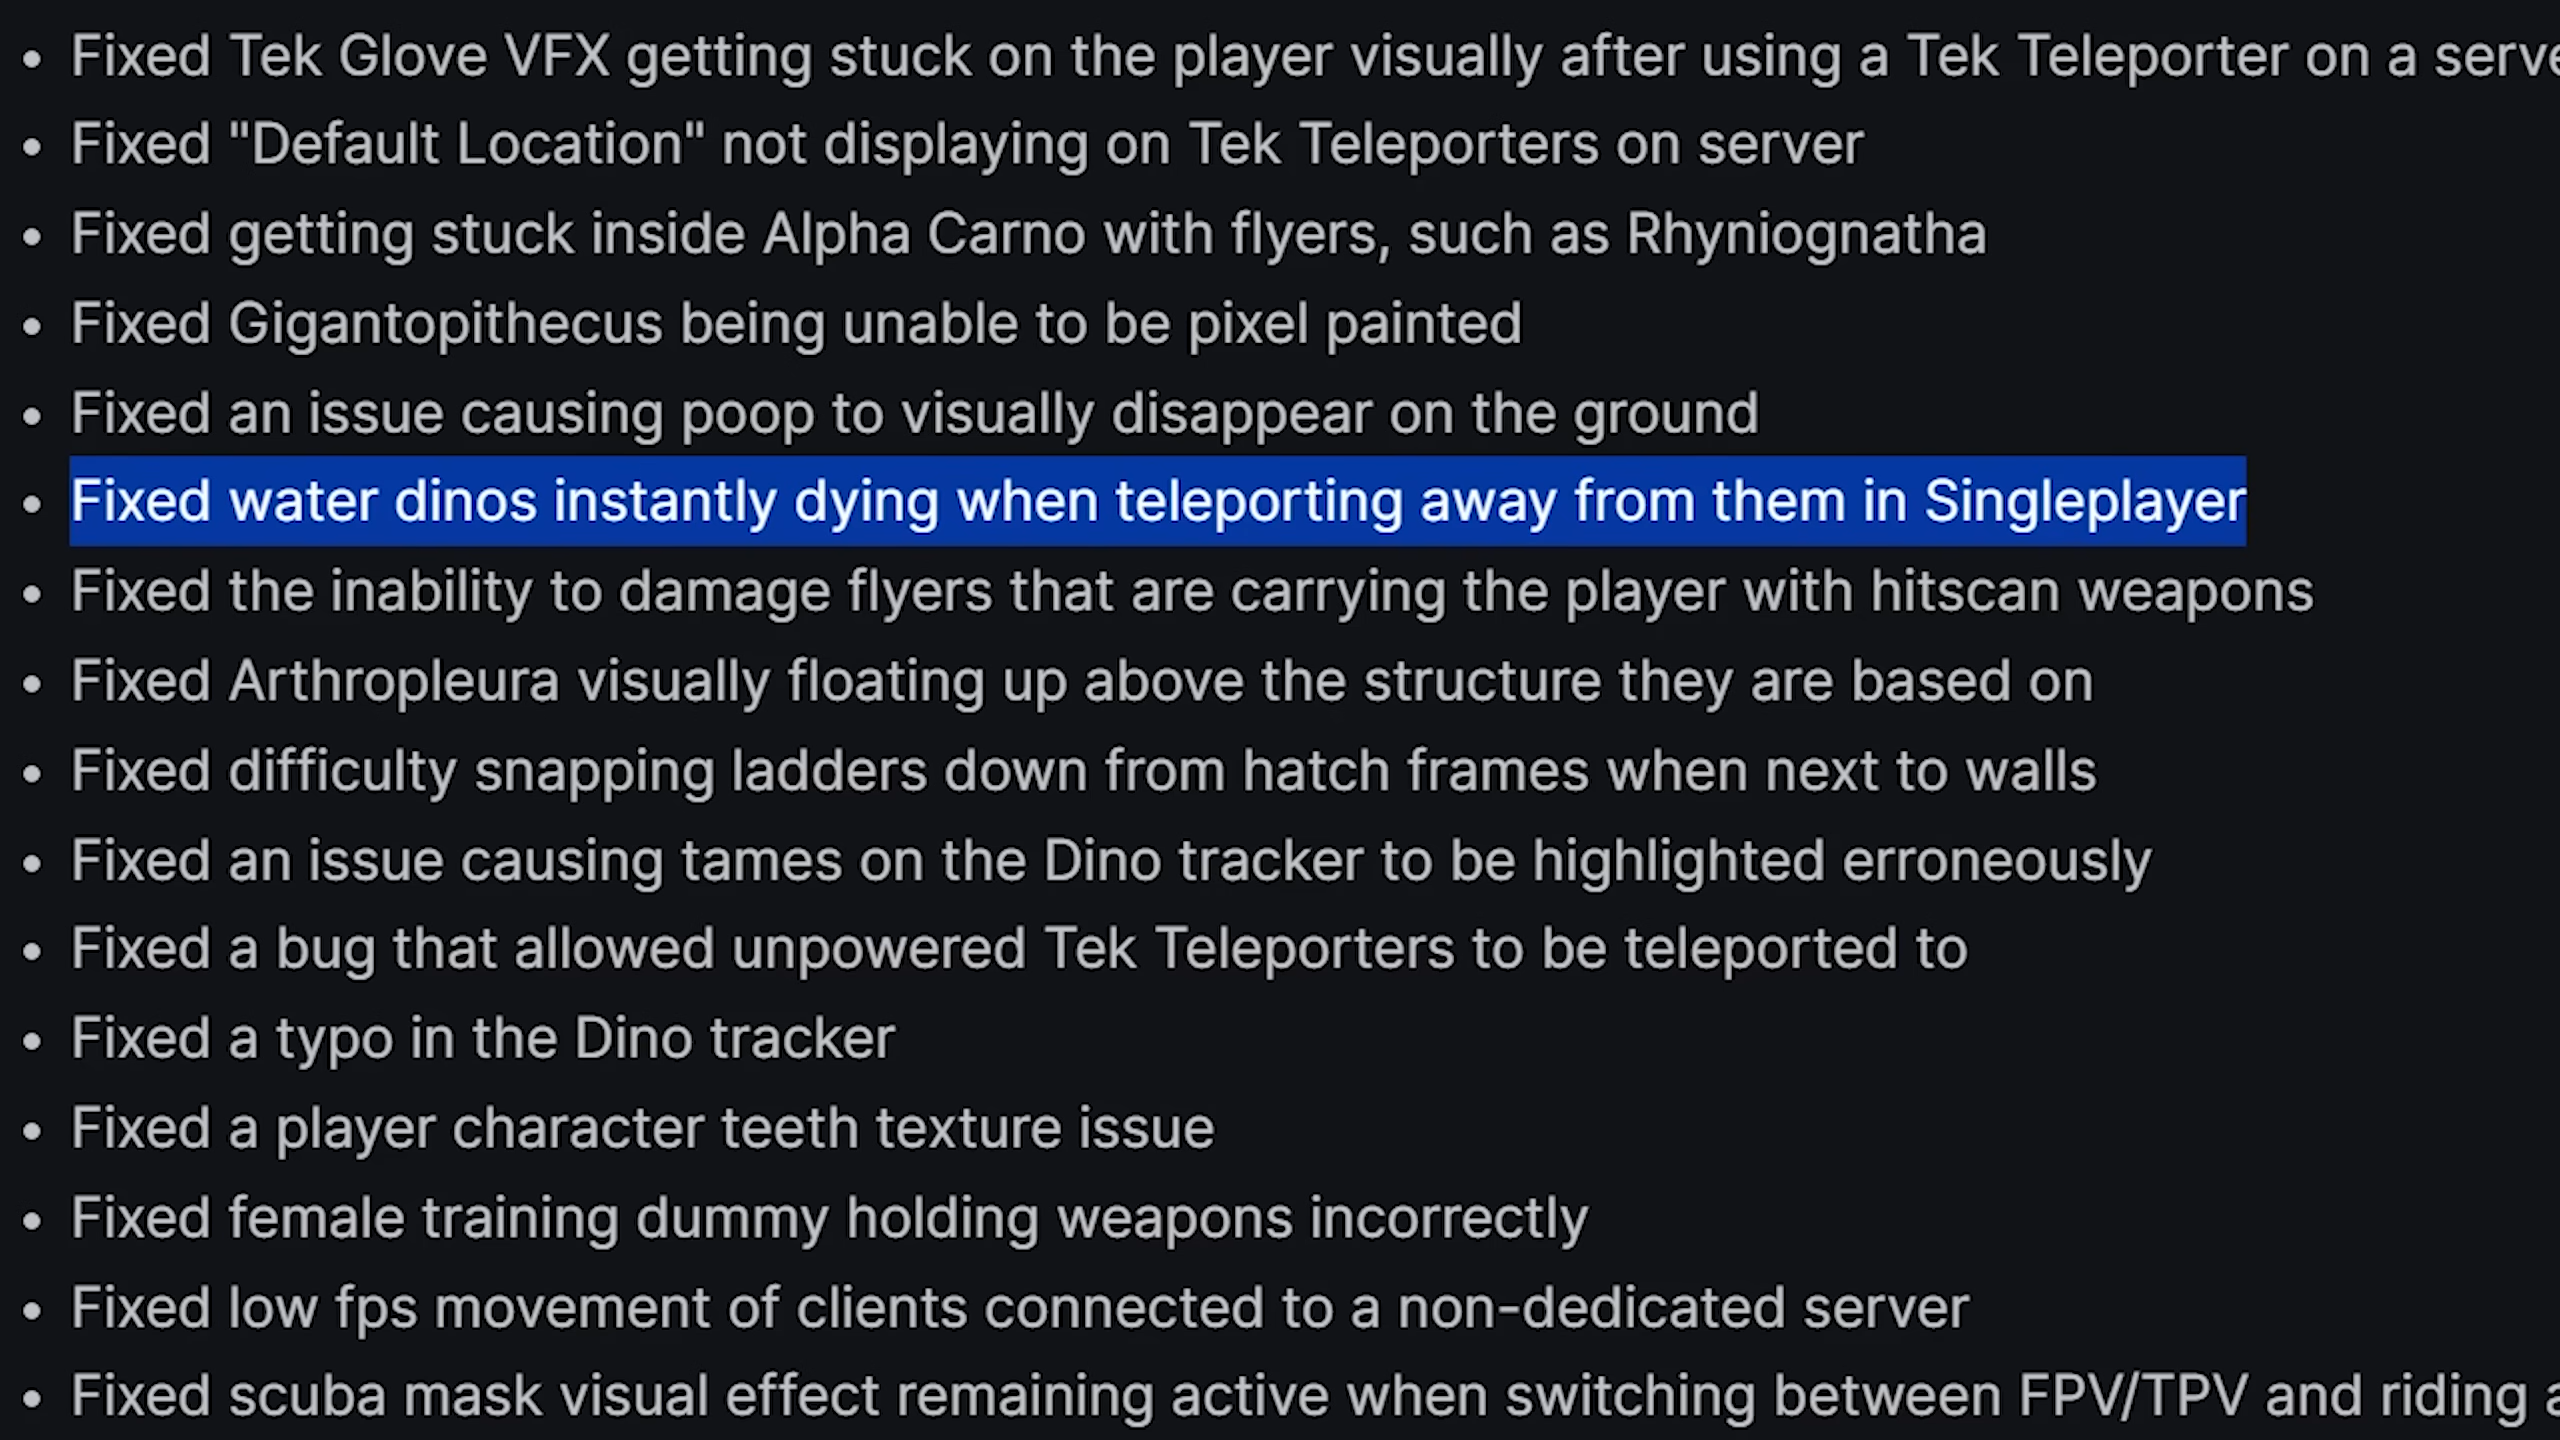 • Fixed Tek Glove VFX getting stuck on the player visually after using a Tek Teleporter on a
• Fixed "Default Location" not displaying on Tek Teleporters on server
• Fixed getting stuck inside Alpha Carno with flyers, such as Rhyniognatha
• Fixed Gigantopithecus being unable to be pixel painted
• Fixed an issue causing poop to visually disappear on the ground
• Fixed water dinos instantly dying when teleporting away from them in Singleplayer
• Fixed the inability to damage flyers that are carrying the player with hitscan weapons
• Fixed Arthropleura visually floating up above the structure they are based on
• Fixed difficulty snapping ladders down from hatch frames when next to walls
• Fixed an issue causing tames on the Dino tracker to be highlighted erroneously
• Fixed a bug that allowed unpowered Tek Teleporters to be teleported to
• Fixed a typo in the Dino tracker
• Fixed a player character teeth texture issue
• Fixed female training dummy holding weapons incorrectly
• Fixed low fps movement of clients connected to a non-dedicated server
• Fixed scuba mask visual effect remaining active when switching between FPV/TPV and riding